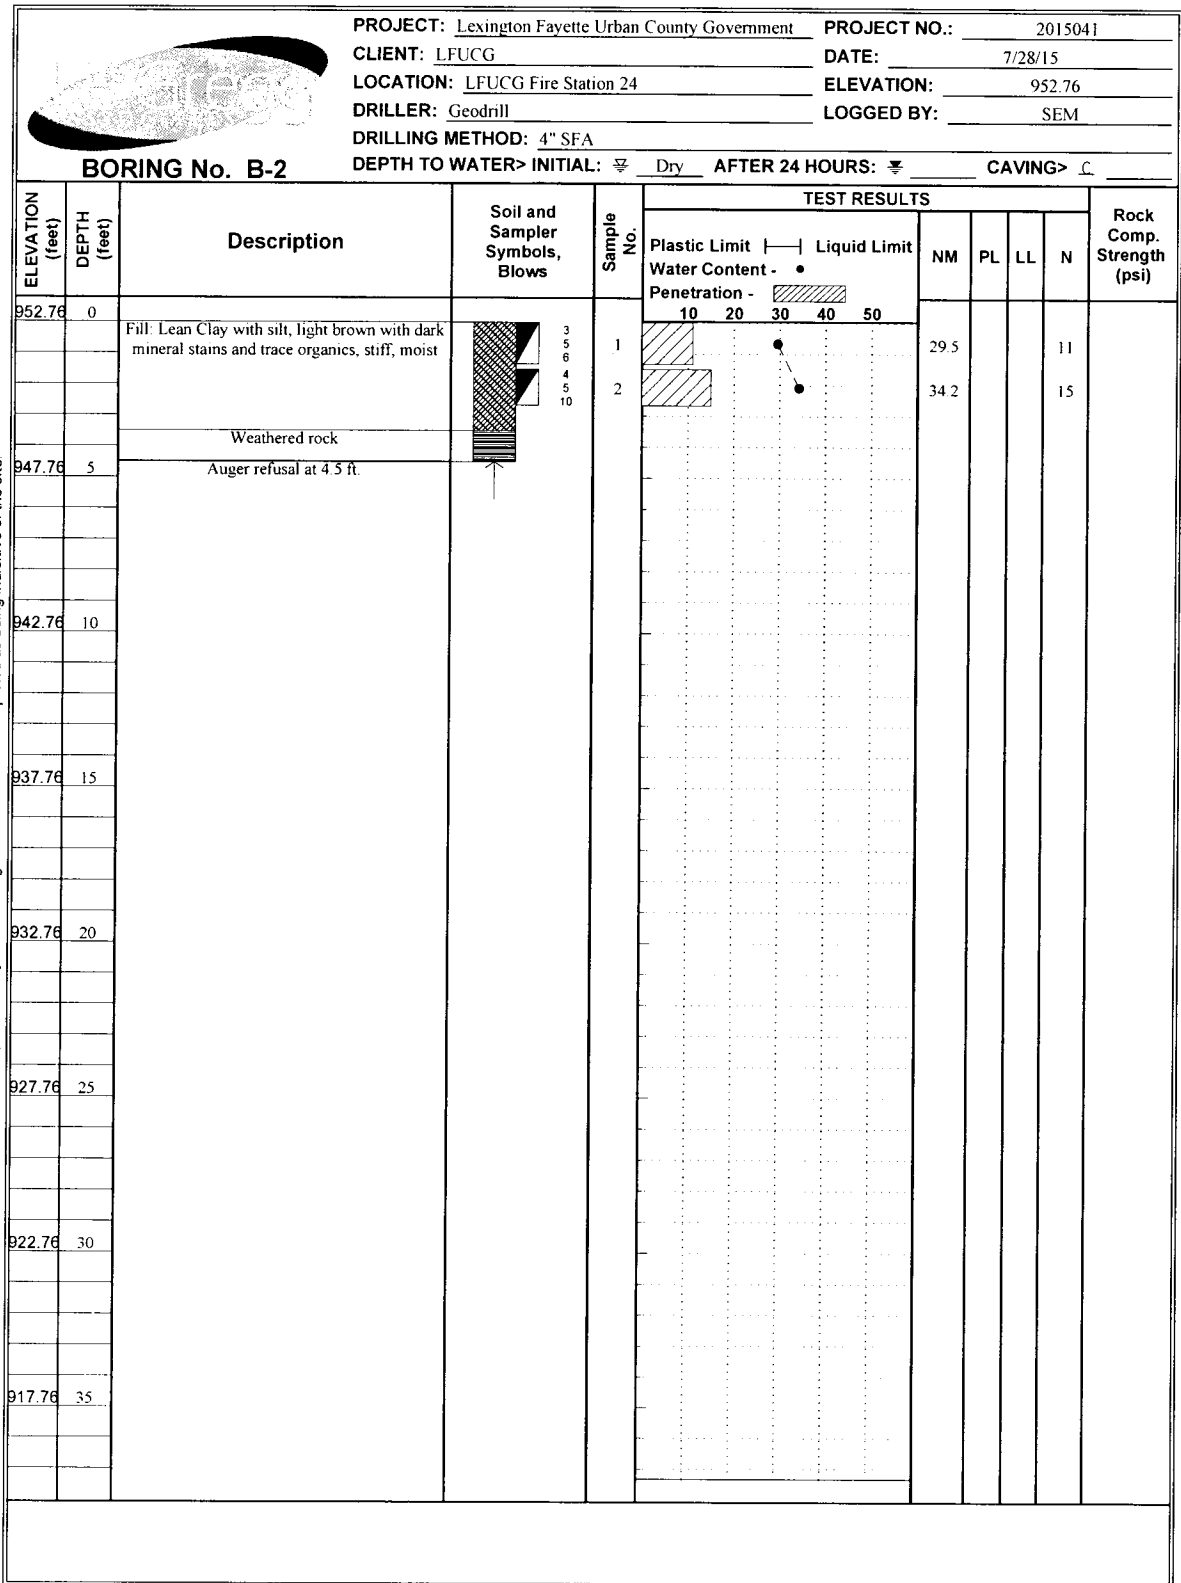 PROJECT: Lexington Fayette Urban County Government PROJECT NO.: 2015041
CLIENT: LFUCG DATE: 7/28/15
LOCATION: LFUCG Fire Station 24 ELEVATION: 952.76
DRILLER: Geodrill LOGGED BY: SEM
DRILLING METHOD: 4" SFA
BORING No. B-2 DEPTH TO WATER> INITIAL: Dry AFTER 24 HOURS: CAVING> C
ELEVATION (feet)
DEPTH (feet)
Description
Soil and
Sampler
Symbols,
Blows
Sample No.
TEST RESULTS
Plastic Limit Liquid Limit
Water Content -
Penetration -
10 20 30 40 50
NM PL LL N
Rock
Comp.
Strength
(psi)
952.76 0
Fill: Lean Clay with silt, light brown with dark
mineral stains and trace organics, stiff, moist
3
5
6
1 29.5 11
4
5
10
2 34.2 15
Weathered rock
947.76 5 Auger refusal at 4.5 ft.
942.76 10
937.76 15
932.76 20
927.76 25
922.76 30
917.76 35